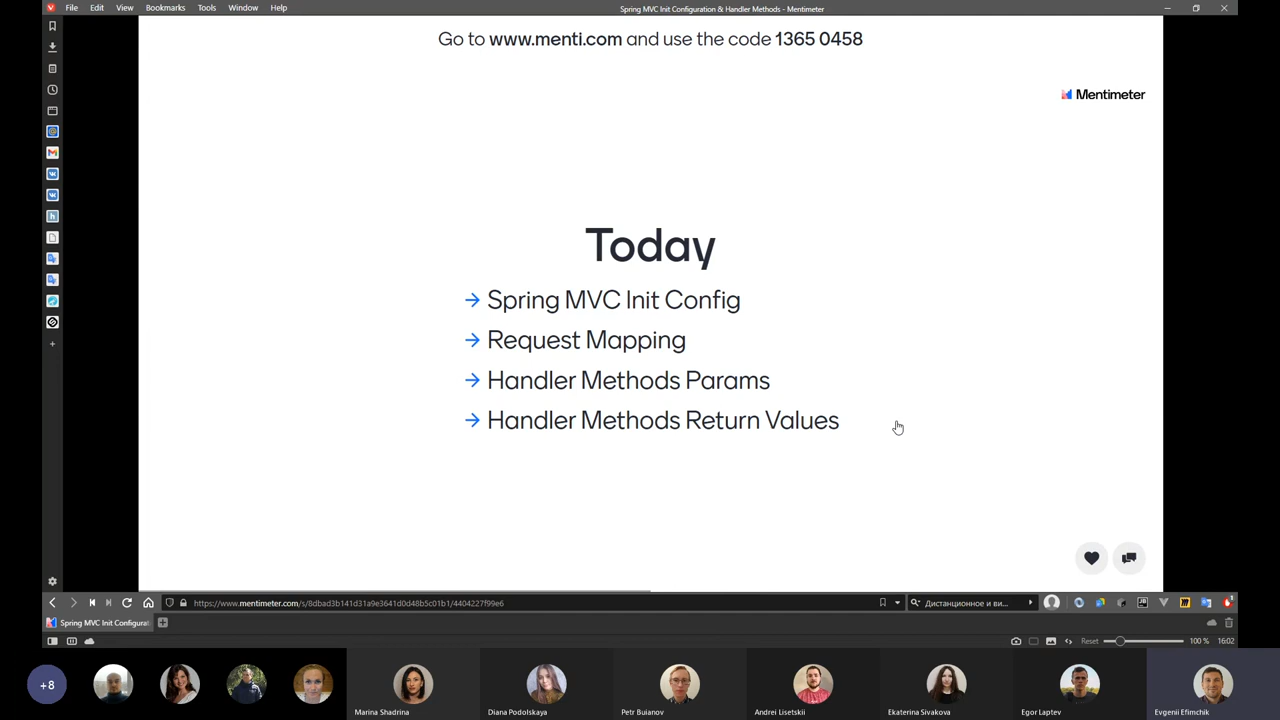 File Edit View Bookmarks Tools Window Help
Spring MVC Init Configuration & Handler Methods - Mentimeter
Go to www.menti.com and use the code 1365 0458
Mentimeter
Today
→ Spring MVC Init Config
→ Request Mapping
→ Handler Methods Params
→ Handler Methods Return Values
https://www.mentimeter.com/s/8dbad3b141d31a9e3641d0d48b5c01b1/4404227f99e6
Дистанционное и ви...
Spring MVC Init Configurat
Reset 100 % 16:02
+8
Marina Shadrina
Diana Podolskaya
Petr Buianov
Andrei Lisetskii
Ekaterina Sivakova
Egor Laptev
Evgenii Efimchik